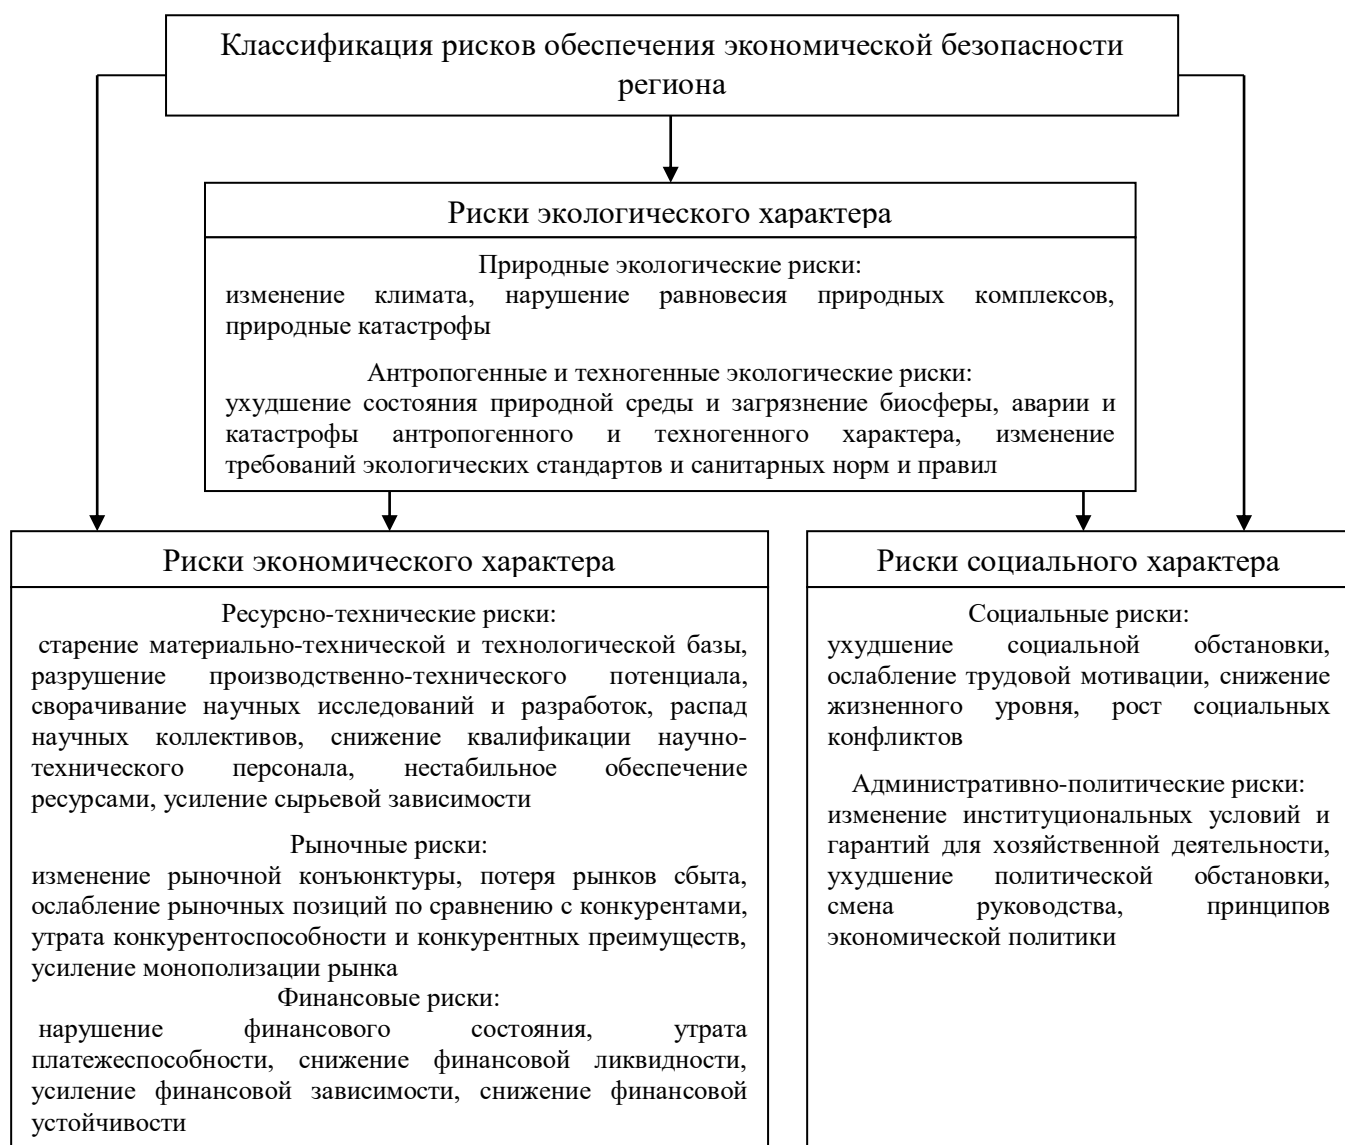 Классификация рисков обеспечения экономической безопасности
региона
Риски экологического характера
Природные экологические риски:
изменение климата, нарушение равновесия природных комплексов,
природные катастрофы
Антропогенные и техногенные экологические риски:
ухудшение состояния природной среды и загрязнение биосферы, аварии и
катастрофы антропогенного и техногенного характера, изменение
требований экологических стандартов и санитарных норм и правил
Риски экономического характера
Ресурсно-технические риски:
старение материально-технической и технологической базы,
разрушение производственно-технического потенциала,
сворачивание научных исследований и разработок, распад
научных коллективов, снижение квалификации научно-
технического персонала, нестабильное обеспечение
ресурсами, усиление сырьевой зависимости
Рыночные риски:
изменение рыночной конъюнктуры, потеря рынков сбыта,
ослабление рыночных позиций по сравнению с конкурентами,
утрата конкурентоспособности и конкурентных преимуществ,
усиление монополизации рынка
Финансовые риски:
нарушение финансового состояния, утрата
платежеспособности, снижение финансовой ликвидности,
усиление финансовой зависимости, снижение финансовой
устойчивости
Риски социального характера
Социальные риски:
ухудшение социальной обстановки,
ослабление трудовой мотивации, снижение
жизненного уровня, рост социальных
конфликтов
Административно-политические риски:
изменение институциональных условий и
гарантий для хозяйственной деятельности,
ухудшение политической обстановки,
смена руководства, принципов
экономической политики